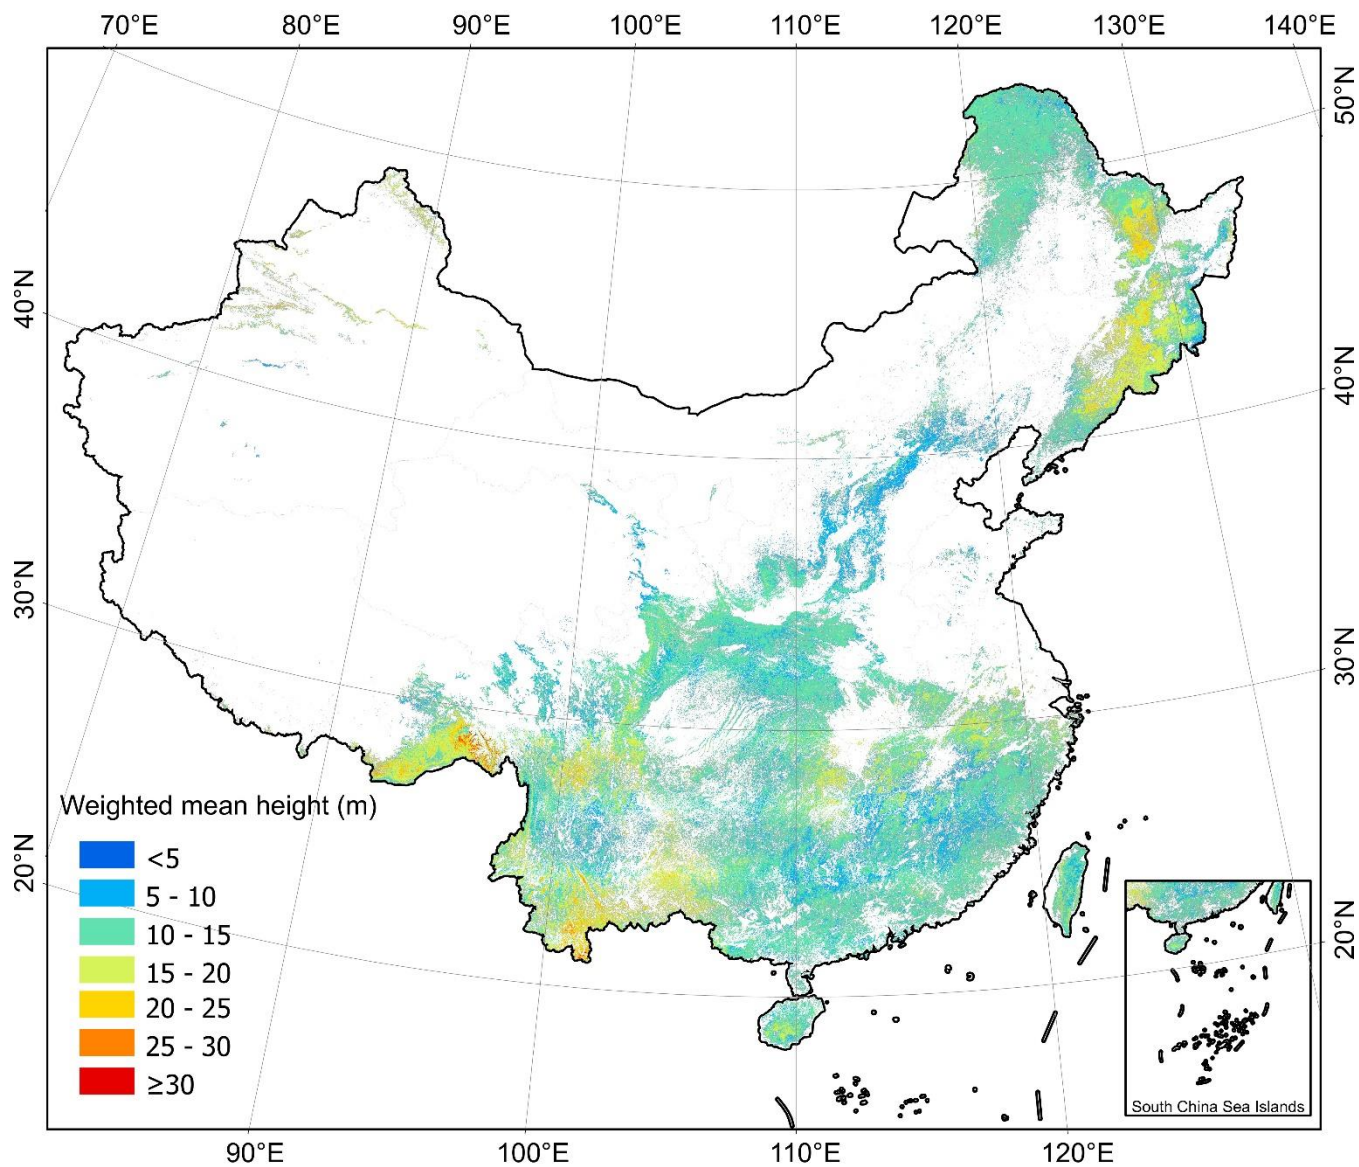 70°E 80°E 90°E 100°E 110°E 120°E 130°E 140°E
50°N
40°N
40°N
30°N
30°N
20°N
20°N
Weighted mean height (m)
<5
5 - 10
10 - 15
15 - 20
20 - 25
25 - 30
≥30
South China Sea Islands
90°E 100°E 110°E 120°E